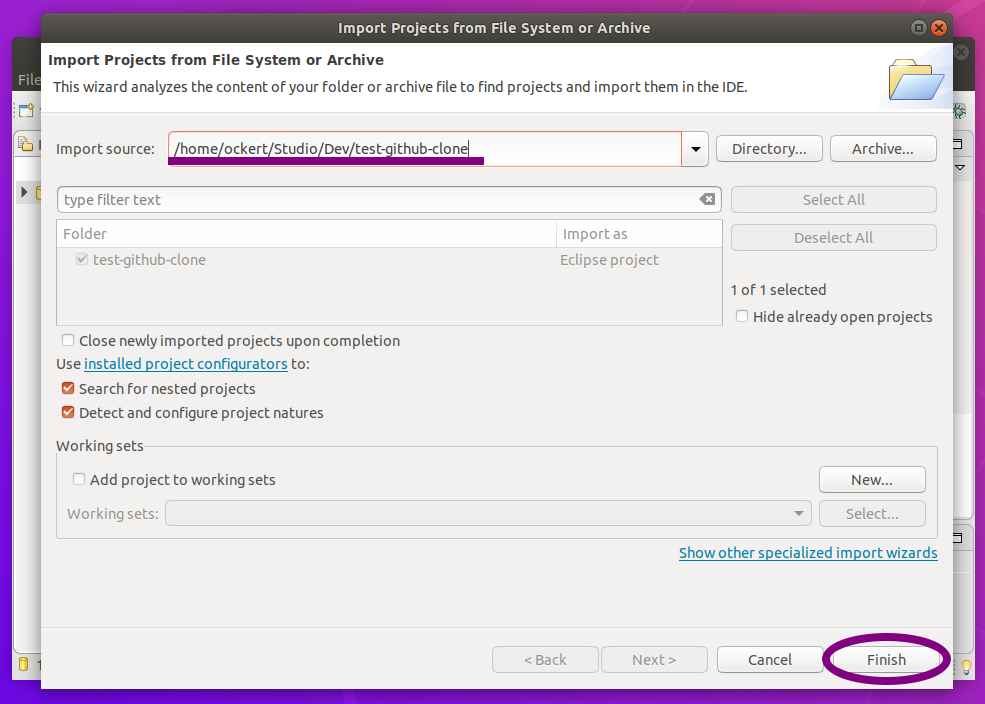 Import Projects from File System or Archive
File
Import Projects from File System or Archive
This wizard analyzes the content of your folder or archive file to find projects and import them in the IDE.
Import source: /home/ockert/Studio/Dev/test-github-clone Directory... Archive...
type filter text Select All
Folder Import as Deselect All
test-github-clone Eclipse project
1 of 1 selected
Hide already open projects
Close newly imported projects upon completion
Use installed project configurators to:
Search for nested projects
Detect and configure project natures
Working sets
Add project to working sets New...
Working sets: Select...
Show other specialized import wizards
< Back Next > Cancel Finish